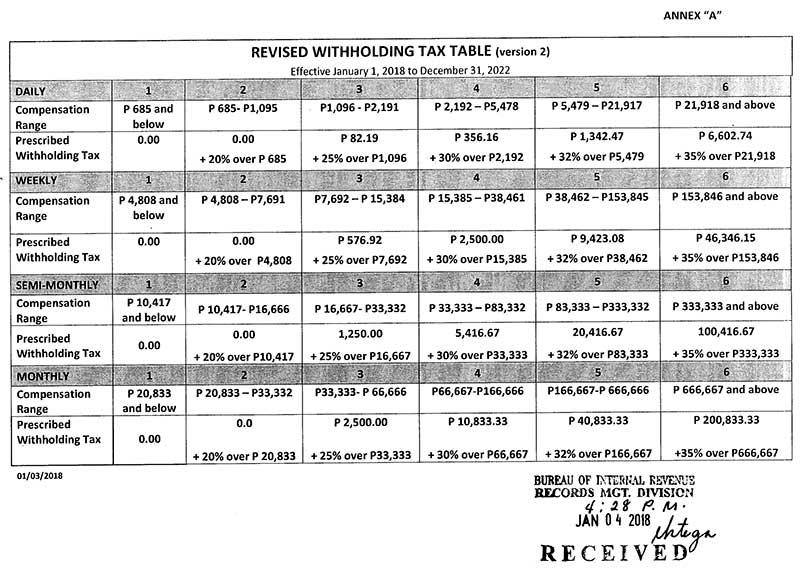 ANNEX “A”
REVISED WITHHOLDING TAX TABLE (version 2)
Effective January 1, 2018 to December 31, 2022
DAILY 1 2 3 4 5 6
Compensation Range P 685 and below P 685- P1,095 P1,096 - P2,191 P 2,192 – P5,478 P 5,479 – P21,917 P 21,918 and above
Prescribed Withholding Tax 0.00 0.00 + 20% over P 685 P 82.19 + 25% over P1,096 P 356.16 + 30% over P2,192 P 1,342.47 + 32% over P5,479 P 6,602.74 + 35% over P21,918
WEEKLY 1 2 3 4 5 6
Compensation Range P 4,808 and below P 4,808 – P7,691 P7,692 – P 15,384 P 15,385 – P38,461 P 38,462 – P153,845 P 153,846 and above
Prescribed Withholding Tax 0.00 0.00 + 20% over P4,808 P 576.92 + 25% over P7,692 P 2,500.00 + 30% over P15,385 P 9,423.08 + 32% over P38,462 P 46,346.15 + 35% over P153,846
SEMI-MONTHLY 1 2 3 4 5 6
Compensation Range P 10,417 and below P 10,417- P16,666 P 16,667- P33,332 P 33,333 – P83,332 P 83,333 – P333,332 P 333,333 and above
Prescribed Withholding Tax 0.00 0.00 + 20% over P10,417 1,250.00 + 25% over P16,667 5,416.67 + 30% over P33,333 20,416.67 + 32% over P83,333 100,416.67 + 35% over P333,333
MONTHLY 1 2 3 4 5 6
Compensation Range P 20,833 and below P 20,833 – P33,332 P33,333- P 66,666 P66,667-P166,666 P166,667-P 666,666 P 666,667 and above
Prescribed Withholding Tax 0.00 0.0 + 20% over P 20,833 P 2,500.00 + 25% over P33,333 P 10,833.33 + 30% over P66,667 P 40,833.33 + 32% over P166,667 P 200,833.33 +35% over P666,667
01/03/2018
BUREAU OF INTERNAL REVENUE
RECORDS MGT. DIVISION
4:28 P.M.
JAN 04 2018
RECEIVED